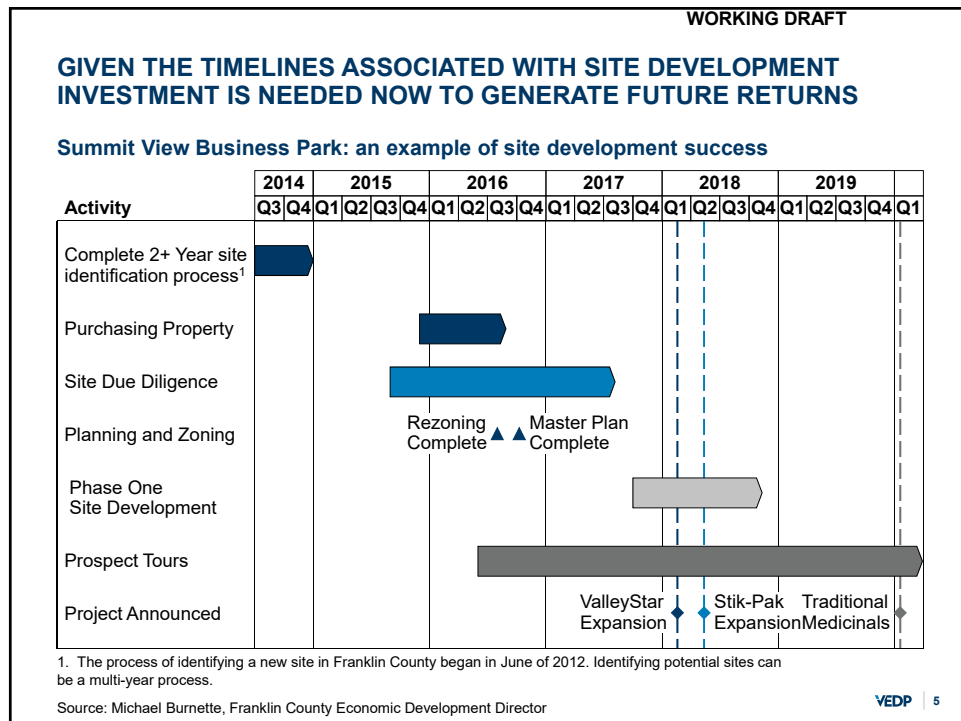 WORKING DRAFT
GIVEN THE TIMELINES ASSOCIATED WITH SITE DEVELOPMENT
INVESTMENT IS NEEDED NOW TO GENERATE FUTURE RETURNS
Summit View Business Park: an example of site development success
2014 2015 2016 2017 2018 2019
Activity Q3 Q4 Q1 Q2 Q3 Q4 Q1 Q2 Q3 Q4 Q1 Q2 Q3 Q4 Q1 Q2 Q3 Q4 Q1 Q2 Q3 Q4 Q1
Complete 2+ Year site
identification process1
Purchasing Property
Site Due Diligence
Planning and Zoning
Rezoning
Complete
Master Plan
Complete
Phase One
Site Development
Prospect Tours
Project Announced
ValleyStar
Expansion
Stik-Pak
Expansion
Traditional
Medicinals
1. The process of identifying a new site in Franklin County began in June of 2012. Identifying potential sites can
be a multi-year process.
Source: Michael Burnette, Franklin County Economic Development Director
VEDP 5